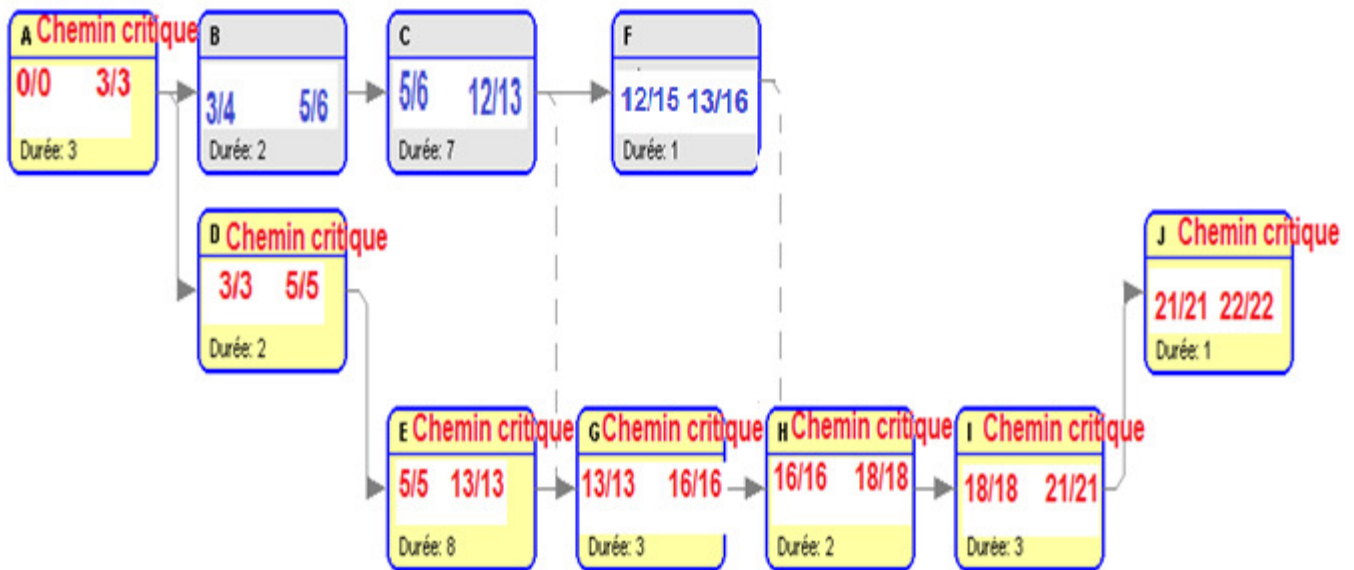 A Chemin critique
0/0 3/3
Durée: 3
B
3/4 5/6
Durée: 2
C
5/6 12/13
Durée: 7
F
12/15 13/16
Durée: 1
D Chemin critique
3/3 5/5
Durée: 2
J Chemin critique
21/21 22/22
Durée: 1
E Chemin critique
5/5 13/13
Durée: 8
G Chemin critique
13/13 16/16
Durée: 3
H Chemin critique
16/16 18/18
Durée: 2
I Chemin critique
18/18 21/21
Durée: 3